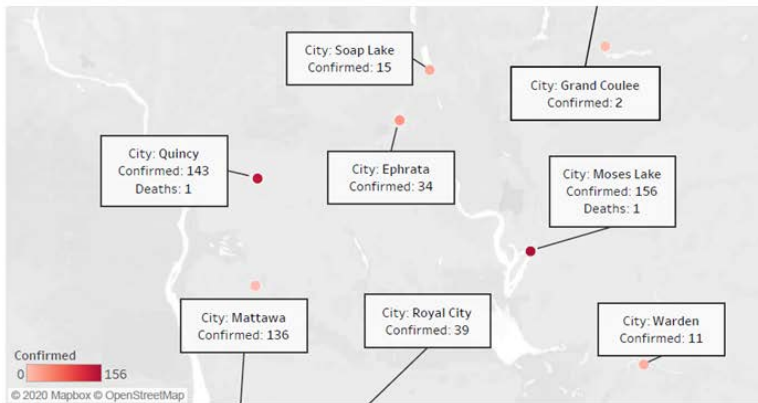 City: Soap Lake
Confirmed: 15
City: Grand Coulee
Confirmed: 2
City: Quincy
Confirmed: 143
Deaths: 1
City: Ephrata
Confirmed: 34
City: Moses Lake
Confirmed: 156
Deaths: 1
City: Mattawa
Confirmed: 136
City: Royal City
Confirmed: 39
City: Warden
Confirmed: 11
Confirmed
0 156
© 2020 Mapbox © OpenStreetMap